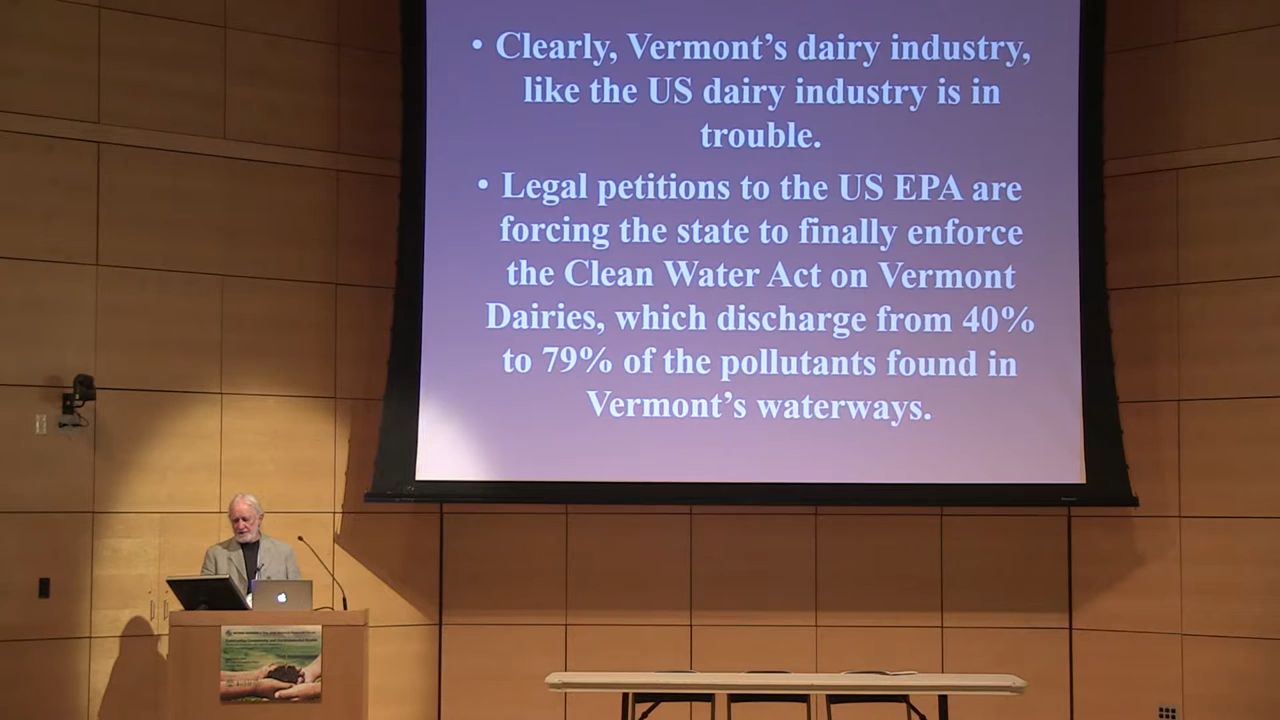 • Clearly, Vermont's dairy industry,
like the US dairy industry is in
trouble.
• Legal petitions to the US EPA are
forcing the state to finally enforce
the Clean Water Act on Vermont
Dairies, which discharge from 40%
to 79% of the pollutants found in
Vermont's waterways.